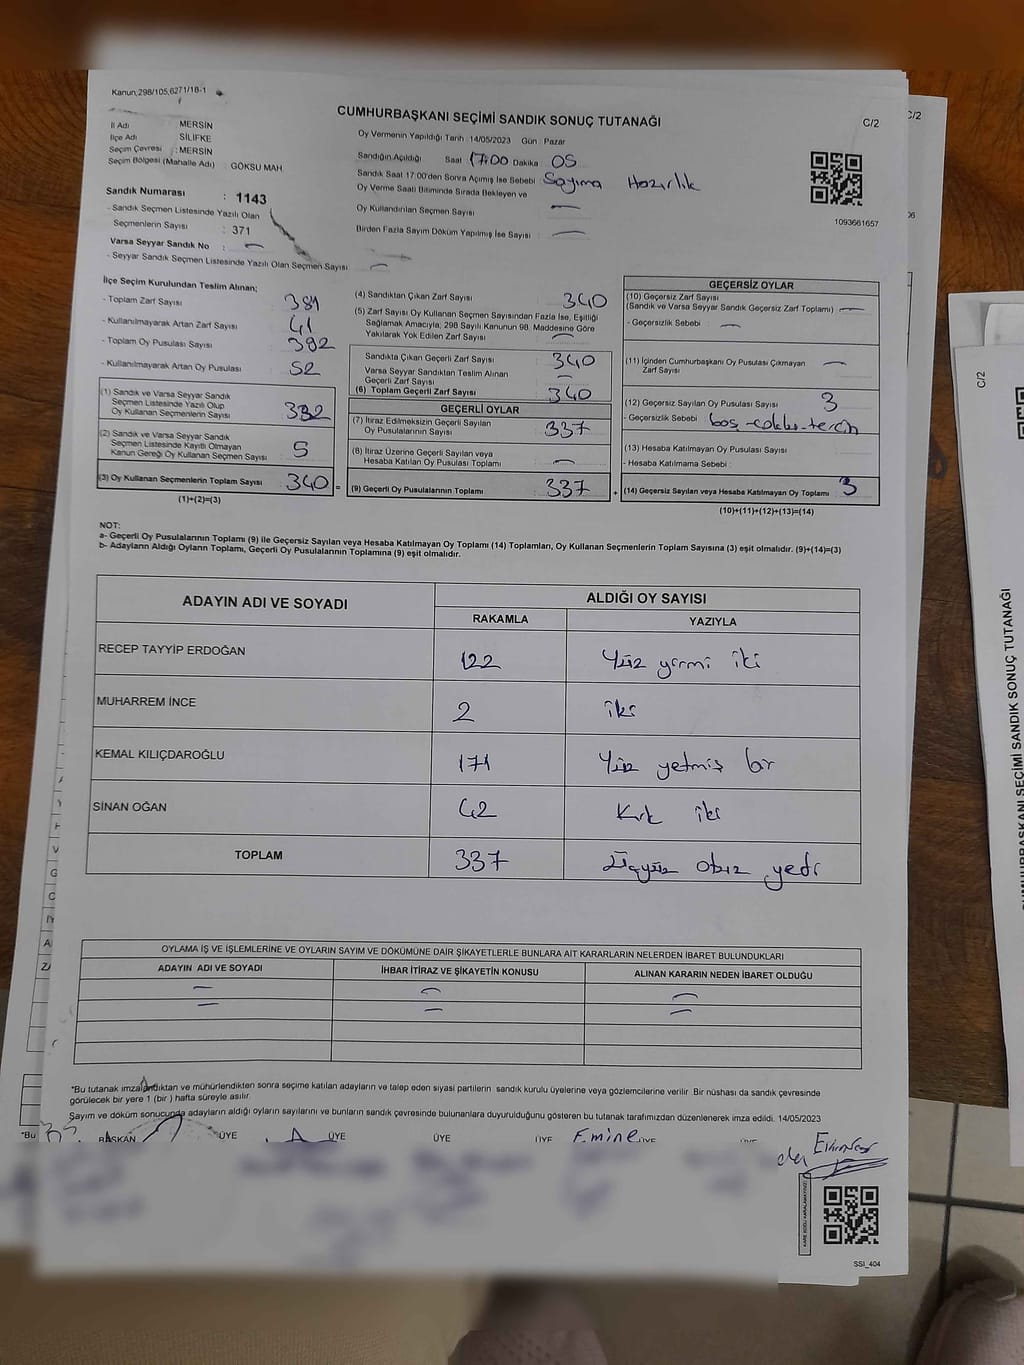 Kanun,298/105,6271/18-1
CUMHURBAŞKANI SEÇİMİ SANDIK SONUÇ TUTANAĞI
C/2
C/2
İl Adı MERSİN
İlçe Adı SİLİFKE
Seçim Çevresi : MERSİN
Seçim Bölgesi (Mahalle Adı) : GÖKSU MAH
Sandık Numarası : 1143
- Sandık Seçmen Listesinde Yazılı Olan
Seçmenlerin Sayısı : 371
Varsa Seyyar Sandık No : —
- Seyyar Sandık Seçmen Listesinde Yazılı Olan Seçmen Sayısı —
Oy Vermenin Yapıldığı Tarih 14/05/2023 Gün : Pazar
Sandığın Açıldığı Saat 17:00 Dakika : 05
Sandık Saat 17:00'den Sonra Açımış İse Sebebi : Sayıma Hazırlık
Oy Verme Saati Bitiminde Sırada Bekleyen ve
Oy Kullandırılan Seçmen Sayısı : —
Birden Fazla Sayım Döküm Yapılmış İse Sayısı : —
1093661657
İlçe Seçim Kurulundan Teslim Alınan;
- Toplam Zarf Sayısı : 381
- Kullanılmayarak Artan Zarf Sayısı : 41
- Toplam Oy Pusulası Sayısı : 392
- Kullanılmayarak Artan Oy Pusulası : 52
(1) Sandık ve Varsa Seyyar Sandık
Seçmen Listesinde Yazılı Olup
Oy Kullanan Seçmenlerin Sayısı :
(2) Sandık ve Varsa Seyyar Sandık
Seçmen Listesinde Kayıtlı Olmayan
Kanun Gereği Oy Kullanan Seçmen Sayısı : 5
(3) Oy Kullanan Seçmenlerin Toplam Sayısı : 340 =
(1)+(2)=(3)
(4) Sandıktan Çıkan Zarf Sayısı : 340
(5) Zarf Sayısı Oy Kullanan Seçmen Sayısından Fazla İse, Eşitliği
Sağlamak Amacıyla, 298 Sayılı Kanunun 98. Maddesine Göre
Yakılarak Yok Edilen Zarf Sayısı : —
Sandıkta Çıkan Geçerli Zarf Sayısı : 340
Varsa Seyyar Sandıktan Teslim Alınan
Geçerli Zarf Sayısı : —
(6) Toplam Geçerli Zarf Sayısı : 340
GEÇERLİ OYLAR
(7) İtiraz Edilmeksizin Geçerli Sayılan
Oy Pusulalarının Sayısı : 337
(8) İtiraz Üzerine Geçerli Sayılan veya
Hesaba Katılan Oy Pusulası Toplamı : —
(9) Geçerli Oy Pusulalarının Toplamı : 337 +
GEÇERSİZ OYLAR
(10) Geçersiz Zarf Sayısı
(Sandık ve Varsa Seyyar Sandık Geçersiz Zarf Toplamı) : —
- Geçersizlik Sebebi : —
(11) İçinden Cumhurbaşkanı Oy Pusulası Çıkmayan
Zarf Sayısı : —
(12) Geçersiz Sayılan Oy Pusulası Sayısı : 3
- Geçersizlik Sebebi : boş
(13) Hesaba Katılmayan Oy Pusulası Sayısı :
- Hesaba Katılmama Sebebi :
(14) Geçersiz Sayılan veya Hesaba Katılmayan Oy Toplamı : 3
(10)+(11)+(12)+(13)=(14)
NOT:
a- Geçerli Oy Pusulalarının Toplamı (9) ile Geçersiz Sayılan veya Hesaba Katılmayan Oy Toplamı (14) Toplamları, Oy Kullanan Seçmenlerin Toplam Sayısına (3) eşit olmalıdır. (9)+(14)=(3)
b- Adayların Aldığı Oyların Toplamı, Geçerli Oy Pusulalarının Toplamına (9) eşit olmalıdır.
ADAYIN ADI VE SOYADI ALDIĞI OY SAYISI
RAKAMLA YAZIYLA
RECEP TAYYİP ERDOĞAN 122 Yüz yirmi iki
MUHARREM İNCE 2 iki
KEMAL KILIÇDAROĞLU 171 Yüz yetmiş bir
SİNAN OĞAN 42 Kırk iki
TOPLAM 337 Üçyüz otuz yedi
OYLAMA İŞ VE İŞLEMLERİNE VE OYLARIN SAYIM VE DÖKÜMÜNE DAİR ŞİKAYETLERLE BUNLARA AİT KARARLARIN NELERDEN İBARET BULUNDUKLARI
ADAYIN ADI VE SOYADI İHBAR İTİRAZ VE ŞİKAYETİN KONUSU ALINAN KARARIN NEDEN İBARET OLDUĞU
*Bu tutanak imzalandıktan ve mühürlendikten sonra seçime katılan adayların ve talep eden siyasi partilerin sandık kurulu üyelerine veya gözlemcilerine verilir. Bir nüshası da sandık çevresinde
görülecek bir yere 1 (bir) hafta süreyle asılır.
Sayım ve döküm sonucunda adayların aldığı oyların sayılarını ve bunların sandık çevresinde bulunanlara duyurulduğunu gösteren bu tutanak tarafımızdan düzenlenerek imza edildi. 14/05/2023
*Bu
BAŞKAN ÜYE ÜYE ÜYE ÜYE Emine ÜYE
SSI_404
C/2
CUMHURBAŞKANI SEÇİMİ SANDIK SONUÇ TUTANAĞI